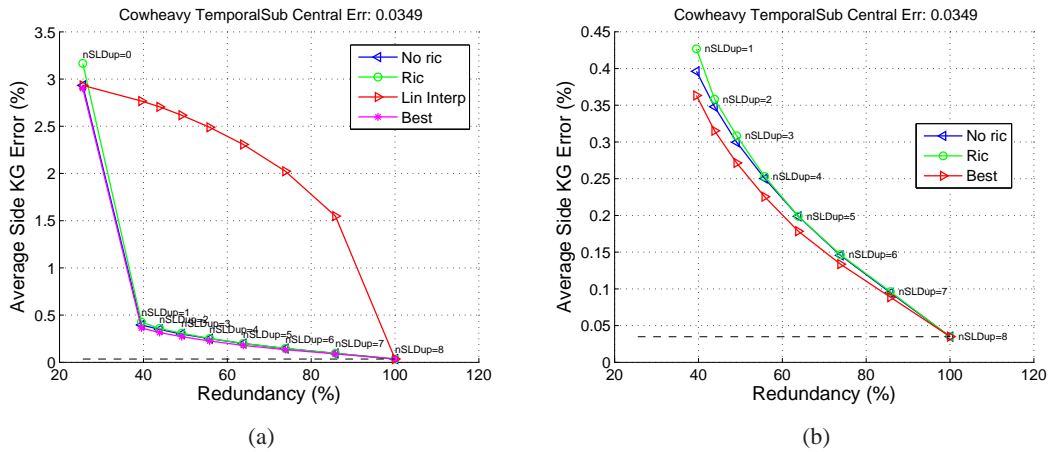 Cowheavy TemporalSub Central Err: 0.0349
3.5
3
2.5
2
1.5
1
0.5
0
20 40 60 80 100 120
Average Side KG Error (%)
Redundancy (%)
No ric
Ric
Lin Interp
Best
nSLDup=0
nSLDup=1
nSLDup=2
nSLDup=3
nSLDup=4
nSLDup=5
nSLDup=6
nSLDup=7
nSLDup=8
(a)
Cowheavy TemporalSub Central Err: 0.0349
0.45
0.4
0.35
0.3
0.25
0.2
0.15
0.1
0.05
0
20 40 60 80 100 120
Average Side KG Error (%)
Redundancy (%)
No ric
Ric
Best
nSLDup=1
nSLDup=2
nSLDup=3
nSLDup=4
nSLDup=5
nSLDup=6
nSLDup=7
nSLDup=8
(b)